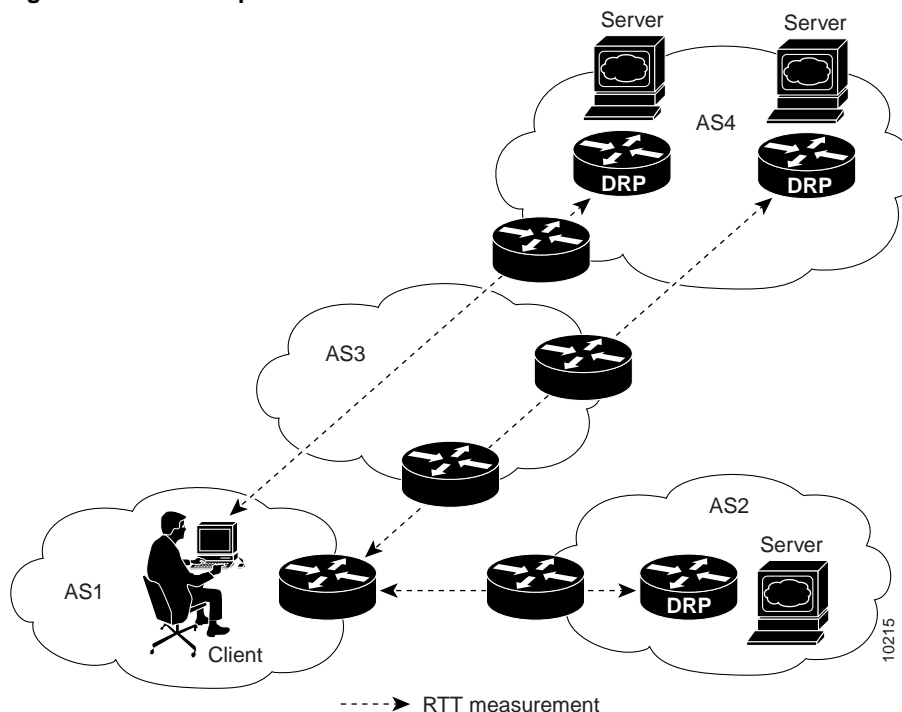 Server
Server
AS4
DRP
DRP
AS3
AS2
Server
AS1
DRP
Client
10215
RTT measurement